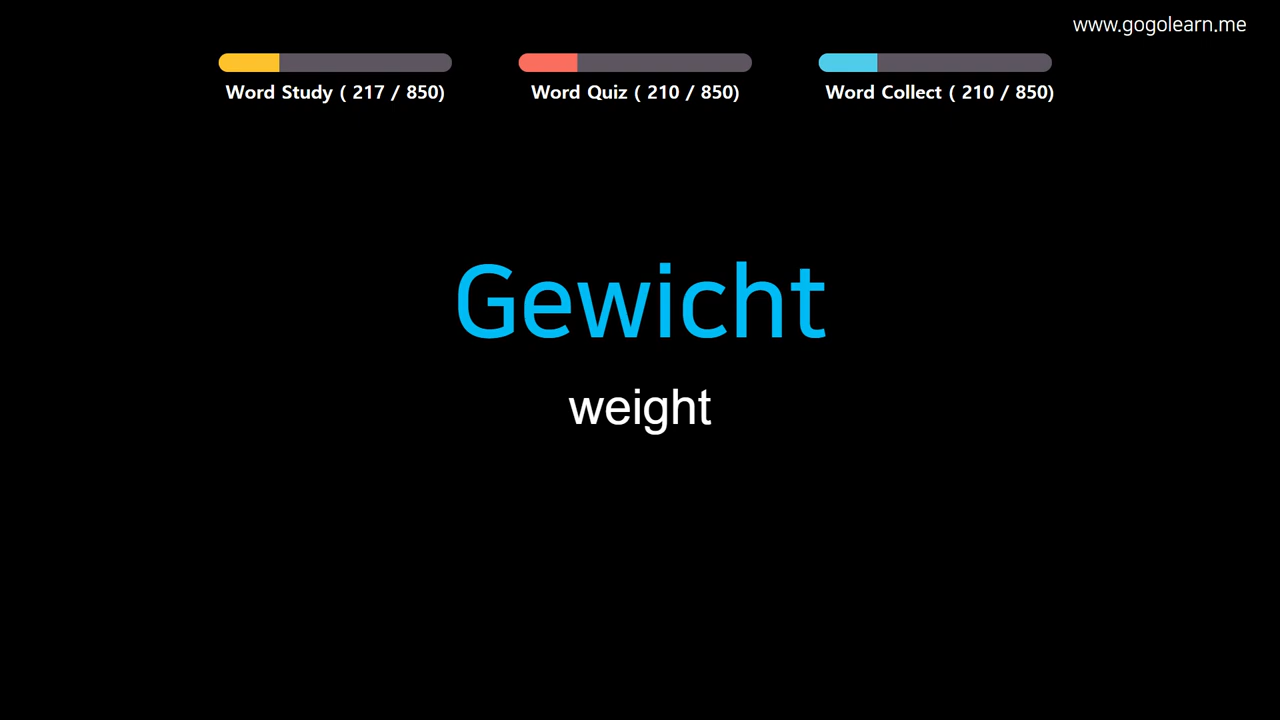 www.gogolearn.me
Word Study ( 217 / 850)
Word Quiz ( 210 / 850)
Word Collect ( 210 / 850)
Gewicht
weight